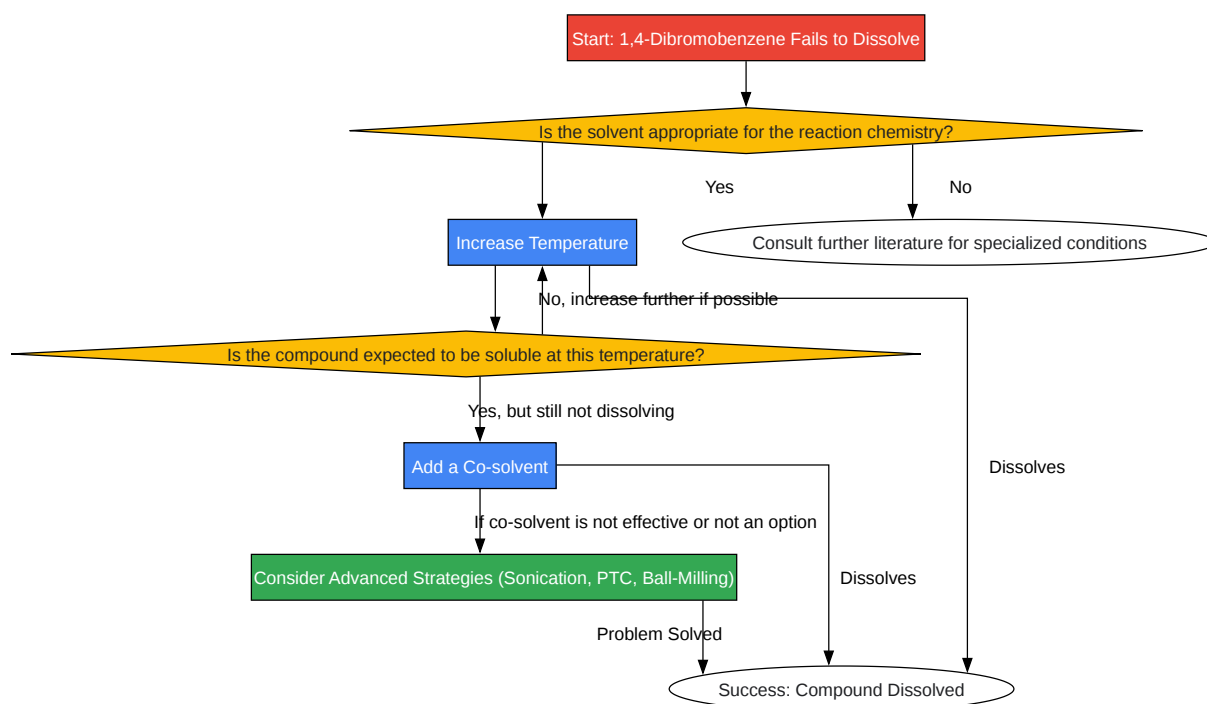 Start: 1,4-Dibromobenzene Fails to Dissolve
Is the solvent appropriate for the reaction chemistry?
Yes
No
Increase Temperature
Consult further literature for specialized conditions
No, increase further if possible
Is the compound expected to be soluble at this temperature?
Yes, but still not dissolving
Add a Co-solvent
Dissolves
If co-solvent is not effective or not an option
Consider Advanced Strategies (Sonication, PTC, Ball-Milling)
Dissolves
Problem Solved
Success: Compound Dissolved